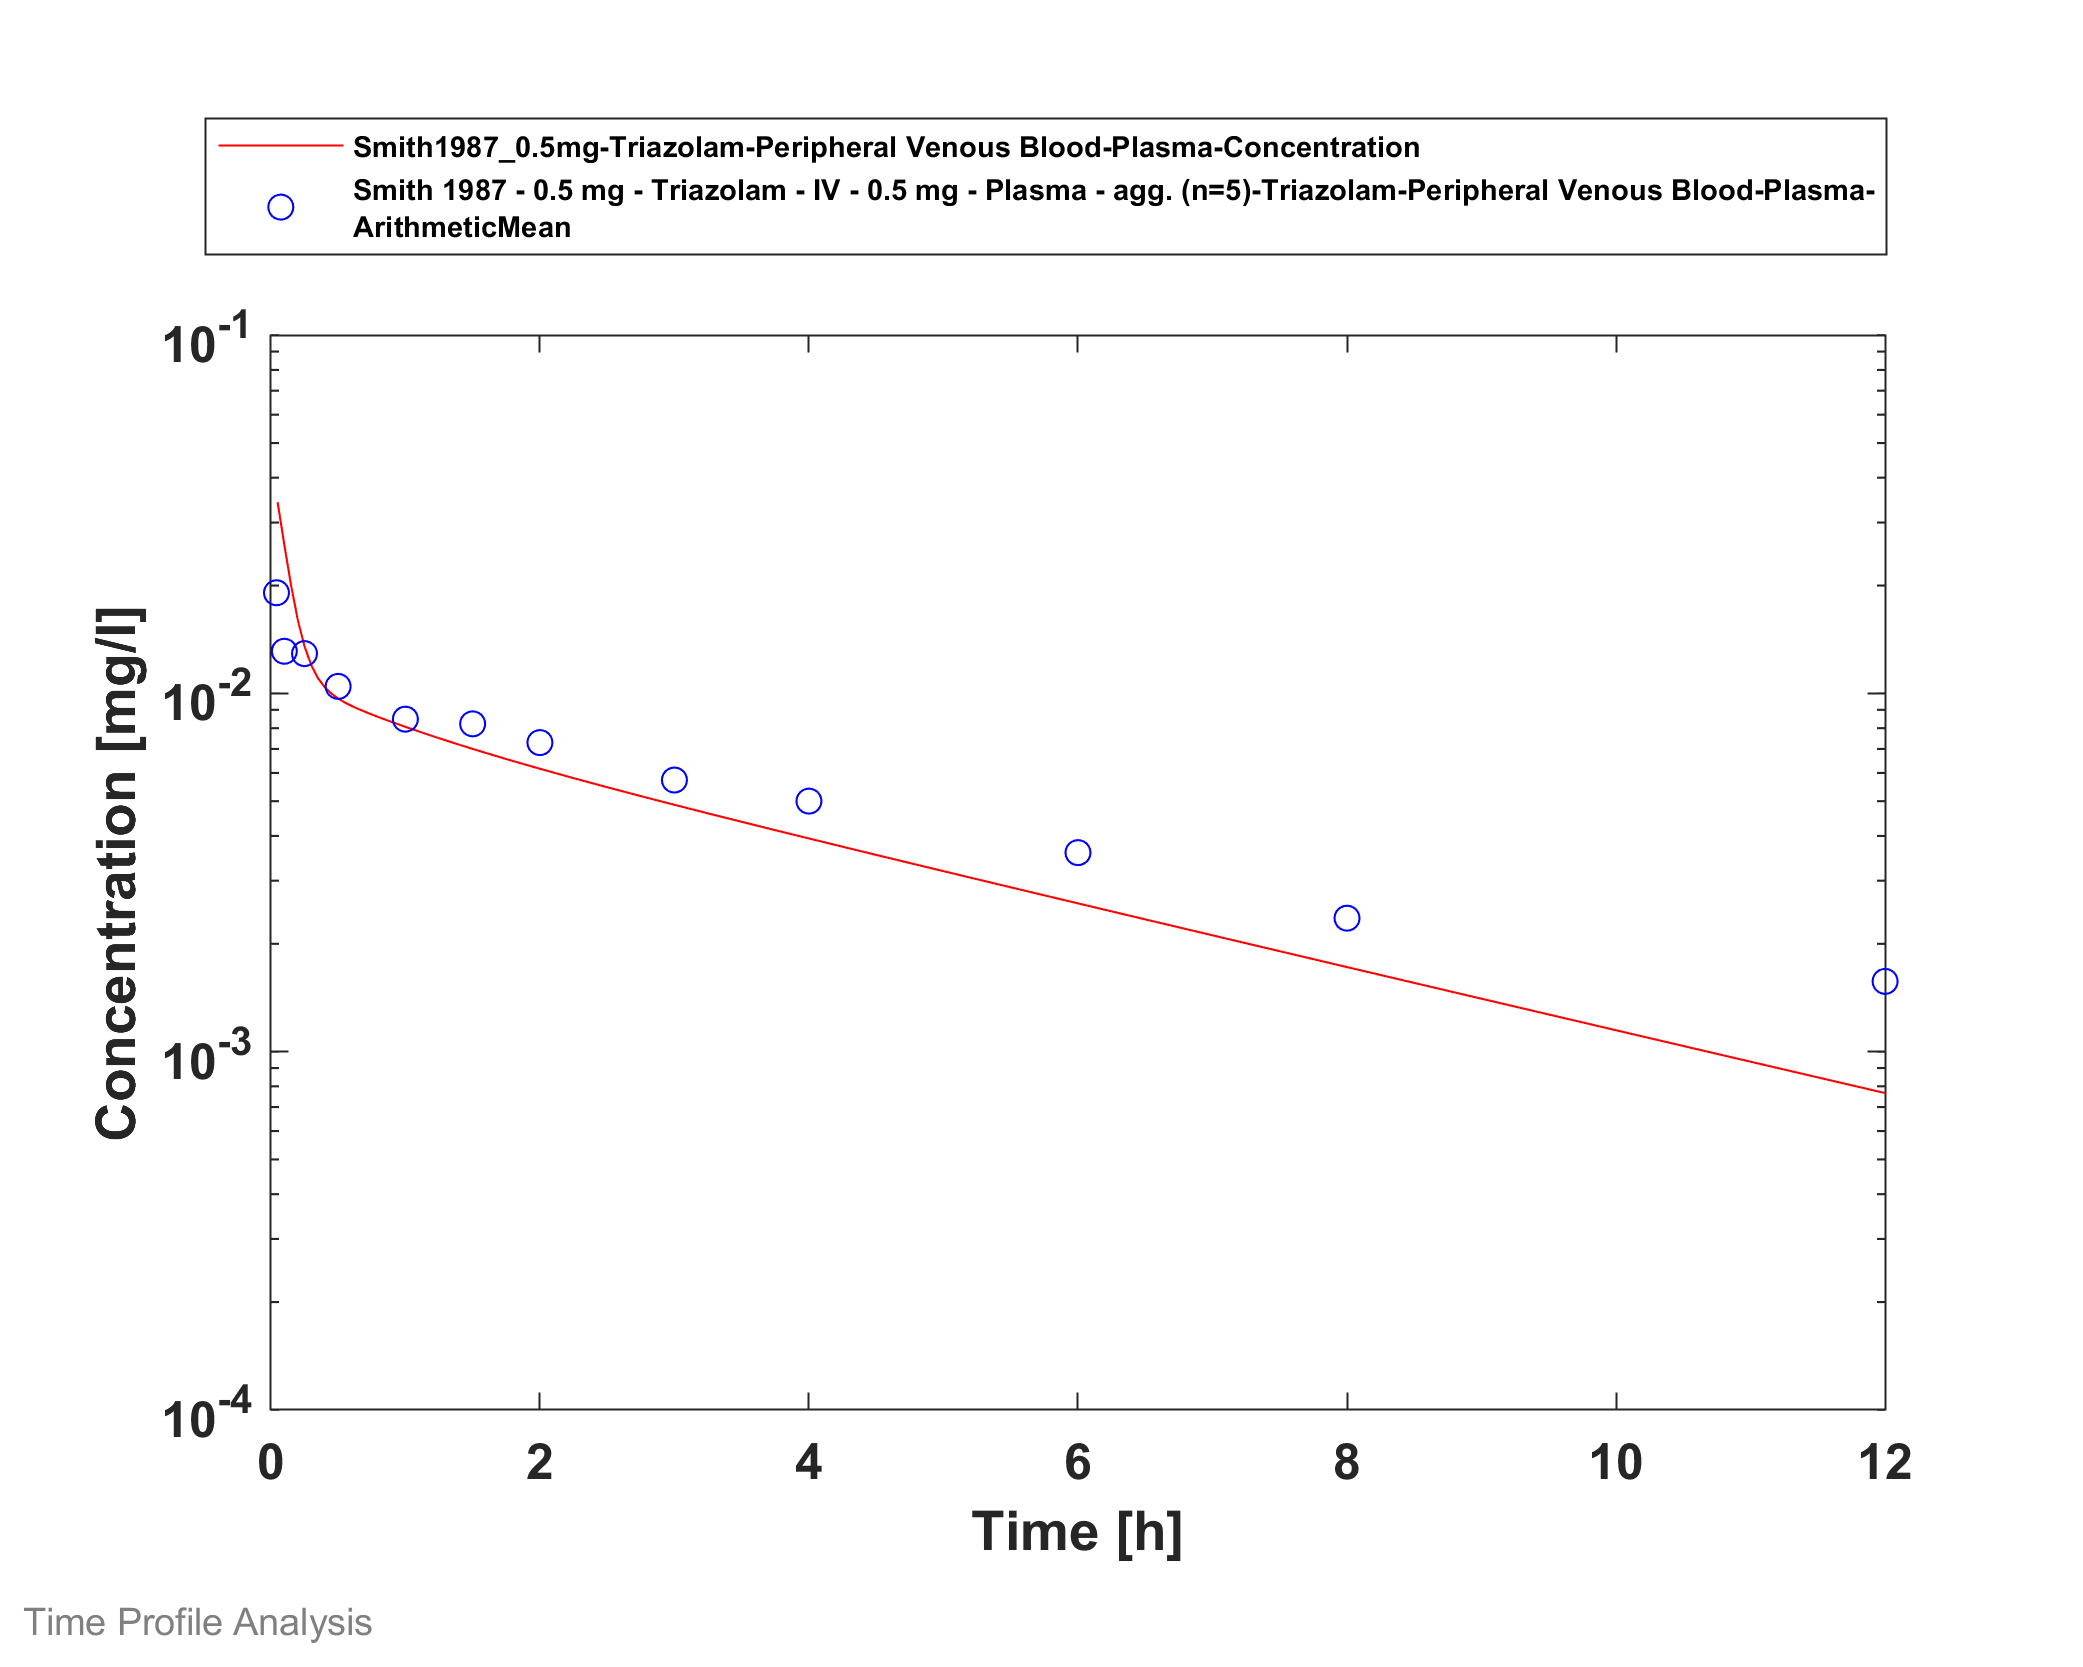 Smith1987_0.5mg-Triazolam-Peripheral Venous Blood-Plasma-Concentration
Smith 1987 - 0.5 mg - Triazolam - IV - 0.5 mg - Plasma - agg. (n=5)-Triazolam-Peripheral Venous Blood-Plasma-
ArithmeticMean
10^-1
10^-2
10^-3
10^-4
Concentration [mg/l]
0 2 4 6 8 10 12
Time [h]
Time Profile Analysis